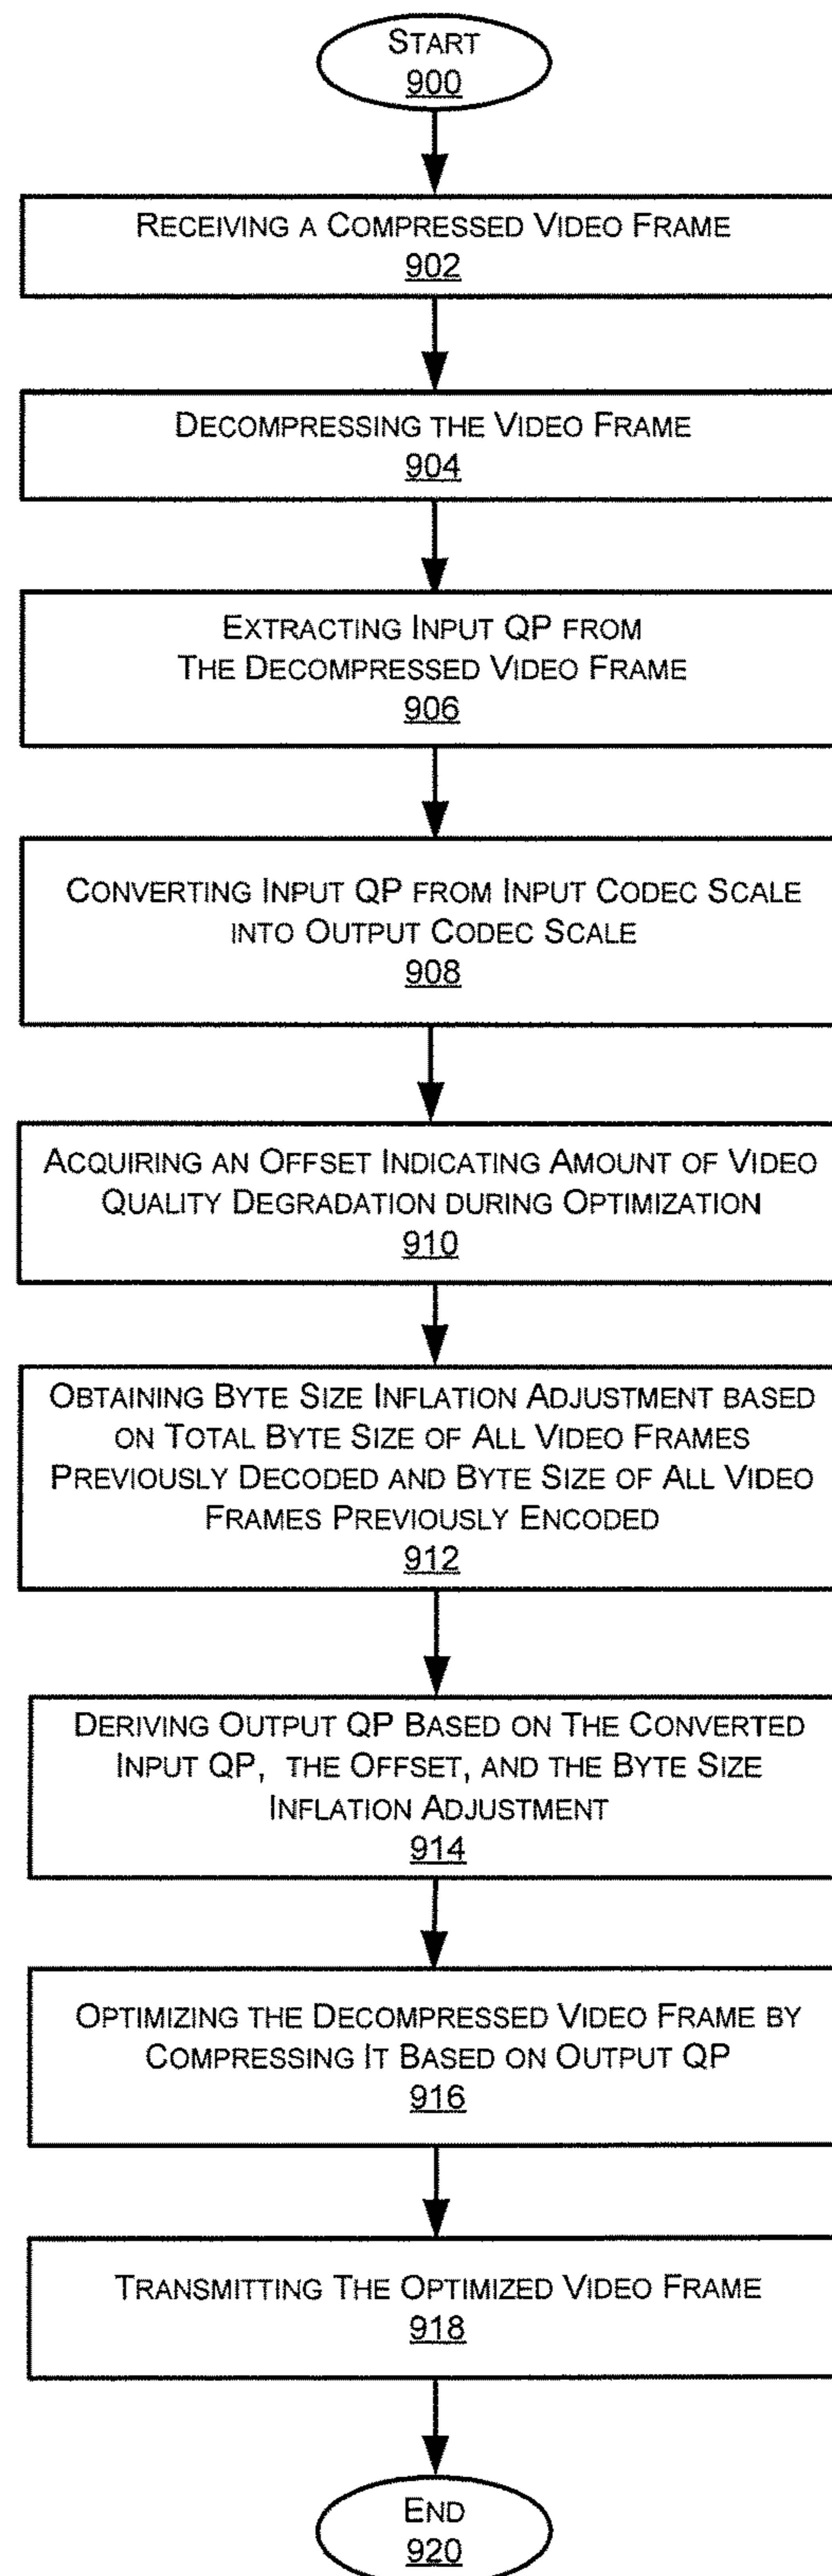 START
900
RECEIVING A COMPRESSED VIDEO FRAME
902
DECOMPRESSING THE VIDEO FRAME
904
EXTRACTING INPUT QP FROM
THE DECOMPRESSED VIDEO FRAME
906
CONVERTING INPUT QP FROM INPUT CODEC SCALE
INTO OUTPUT CODEC SCALE
908
ACQUIRING AN OFFSET INDICATING AMOUNT OF VIDEO
QUALITY DEGRADATION DURING OPTIMIZATION
910
OBTAINING BYTE SIZE INFLATION ADJUSTMENT BASED
ON TOTAL BYTE SIZE OF ALL VIDEO FRAMES
PREVIOUSLY DECODED AND BYTE SIZE OF ALL VIDEO
FRAMES PREVIOUSLY ENCODED
912
DERIVING OUTPUT QP BASED ON THE CONVERTED
INPUT QP, THE OFFSET, AND THE BYTE SIZE
INFLATION ADJUSTMENT
914
OPTIMIZING THE DECOMPRESSED VIDEO FRAME BY
COMPRESSING IT BASED ON OUTPUT QP
916
TRANSMITTING THE OPTIMIZED VIDEO FRAME
918
END
920